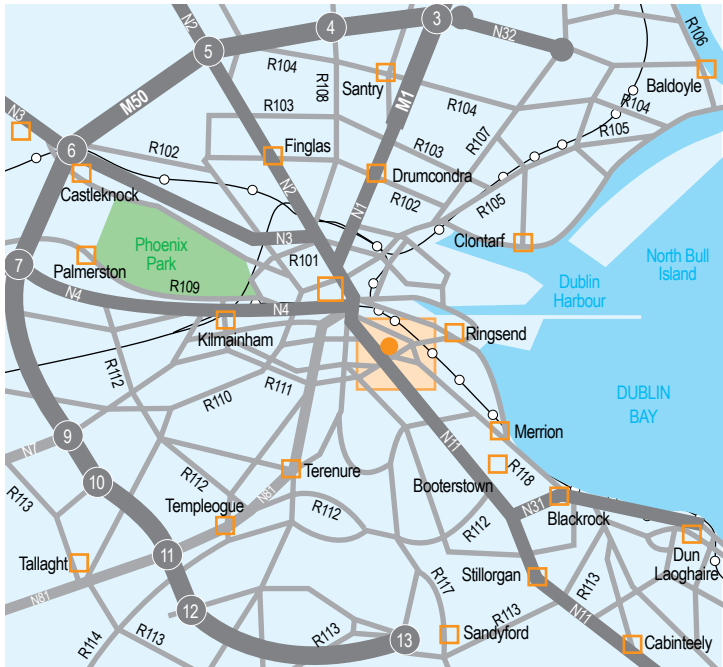 N2
3
4
5
N32
R106
R104
Santry
R108
M1
Baldoyle
M50
R103
R104
R104
N3
R107
R105
6
R102
Finglas
N2
R103
Drumcondra
Castleknock
R102
R105
N1
Phoenix
Park
N3
R101
Clontarf
North Bull
Island
Palmerston
7
R109
Dublin
Harbour
N4
N4
Kilmainham
Ringsend
R112
R111
R110
DUBLIN
BAY
9
N7
N11
Merrion
Terenure
R118
10
R113
R112
N81
Booterstown
Templeogue
R112
N31
Blackrock
R112
11
Tallaght
Dun
Laoghaire
Stillorgan
R117
R113
N81
12
R113
N11
R114
R113
R113
13
Sandyford
Cabinteely